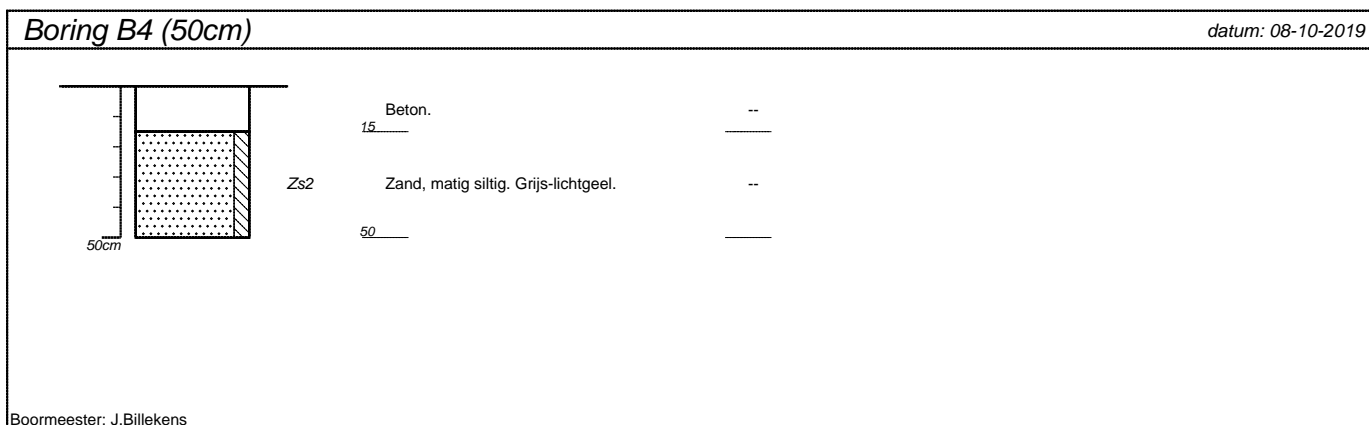 Boring B4 (50cm)
datum: 08-10-2019
Beton.
--
15
Zs2
Zand, matig siltig. Grijs-lichtgeel.
--
50
50cm
Boormeester: J.Billekens